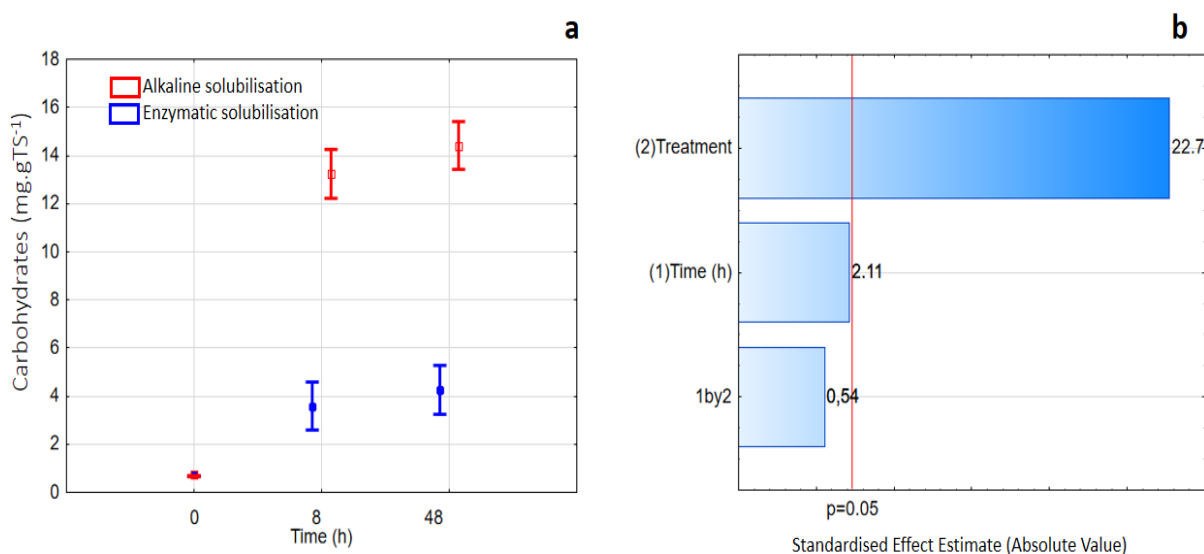 a
18
16
14
12
10
8
6
4
2
0
Carbohydrates (mg.gTS-1)
Alkaline solubilisation
Enzymatic solubilisation
0 8 48
Time (h)
b
(2)Treatment
22.7
(1)Time (h)
2.11
1by2
0,54
p=0.05
Standardised Effect Estimate (Absolute Value)